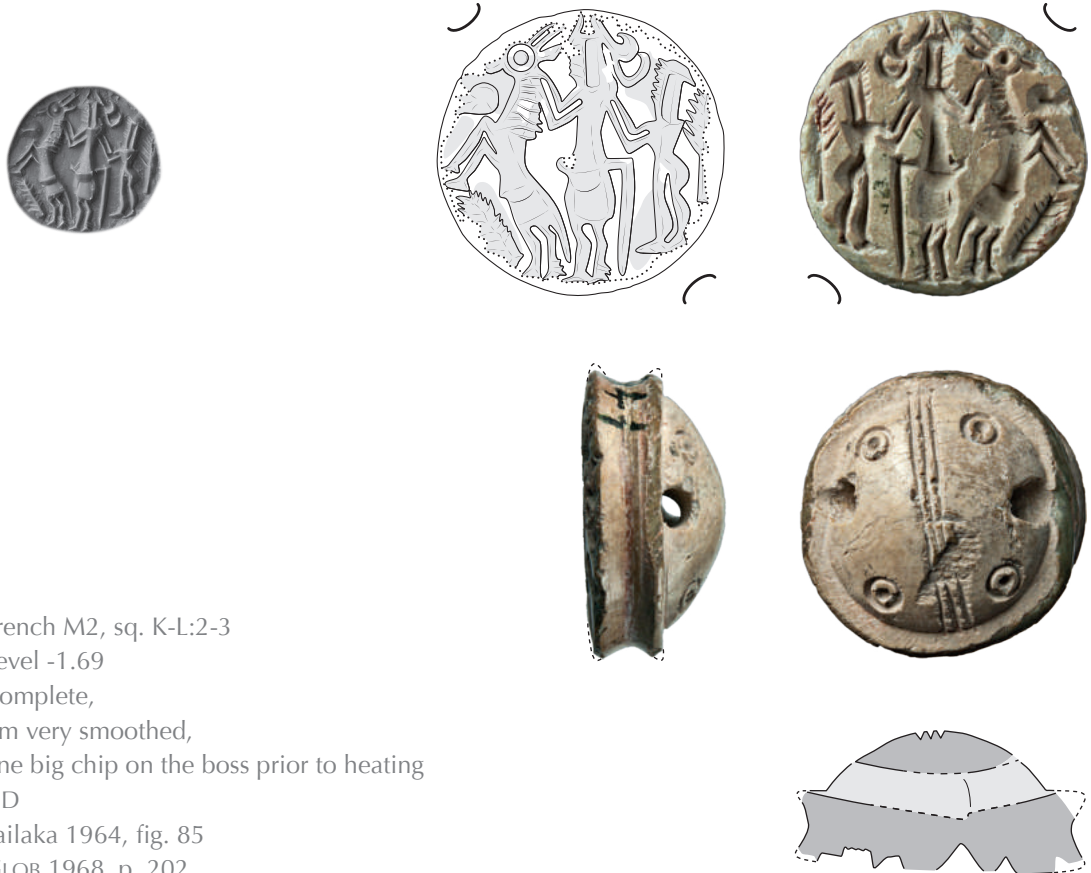 rench M2, sq. K-L:2-3
evel -1.69
omplete,
m very smoothed,
ne big chip on the boss prior to heating
D
ailaka 1964, fig. 85
LOB 1968, p. 202